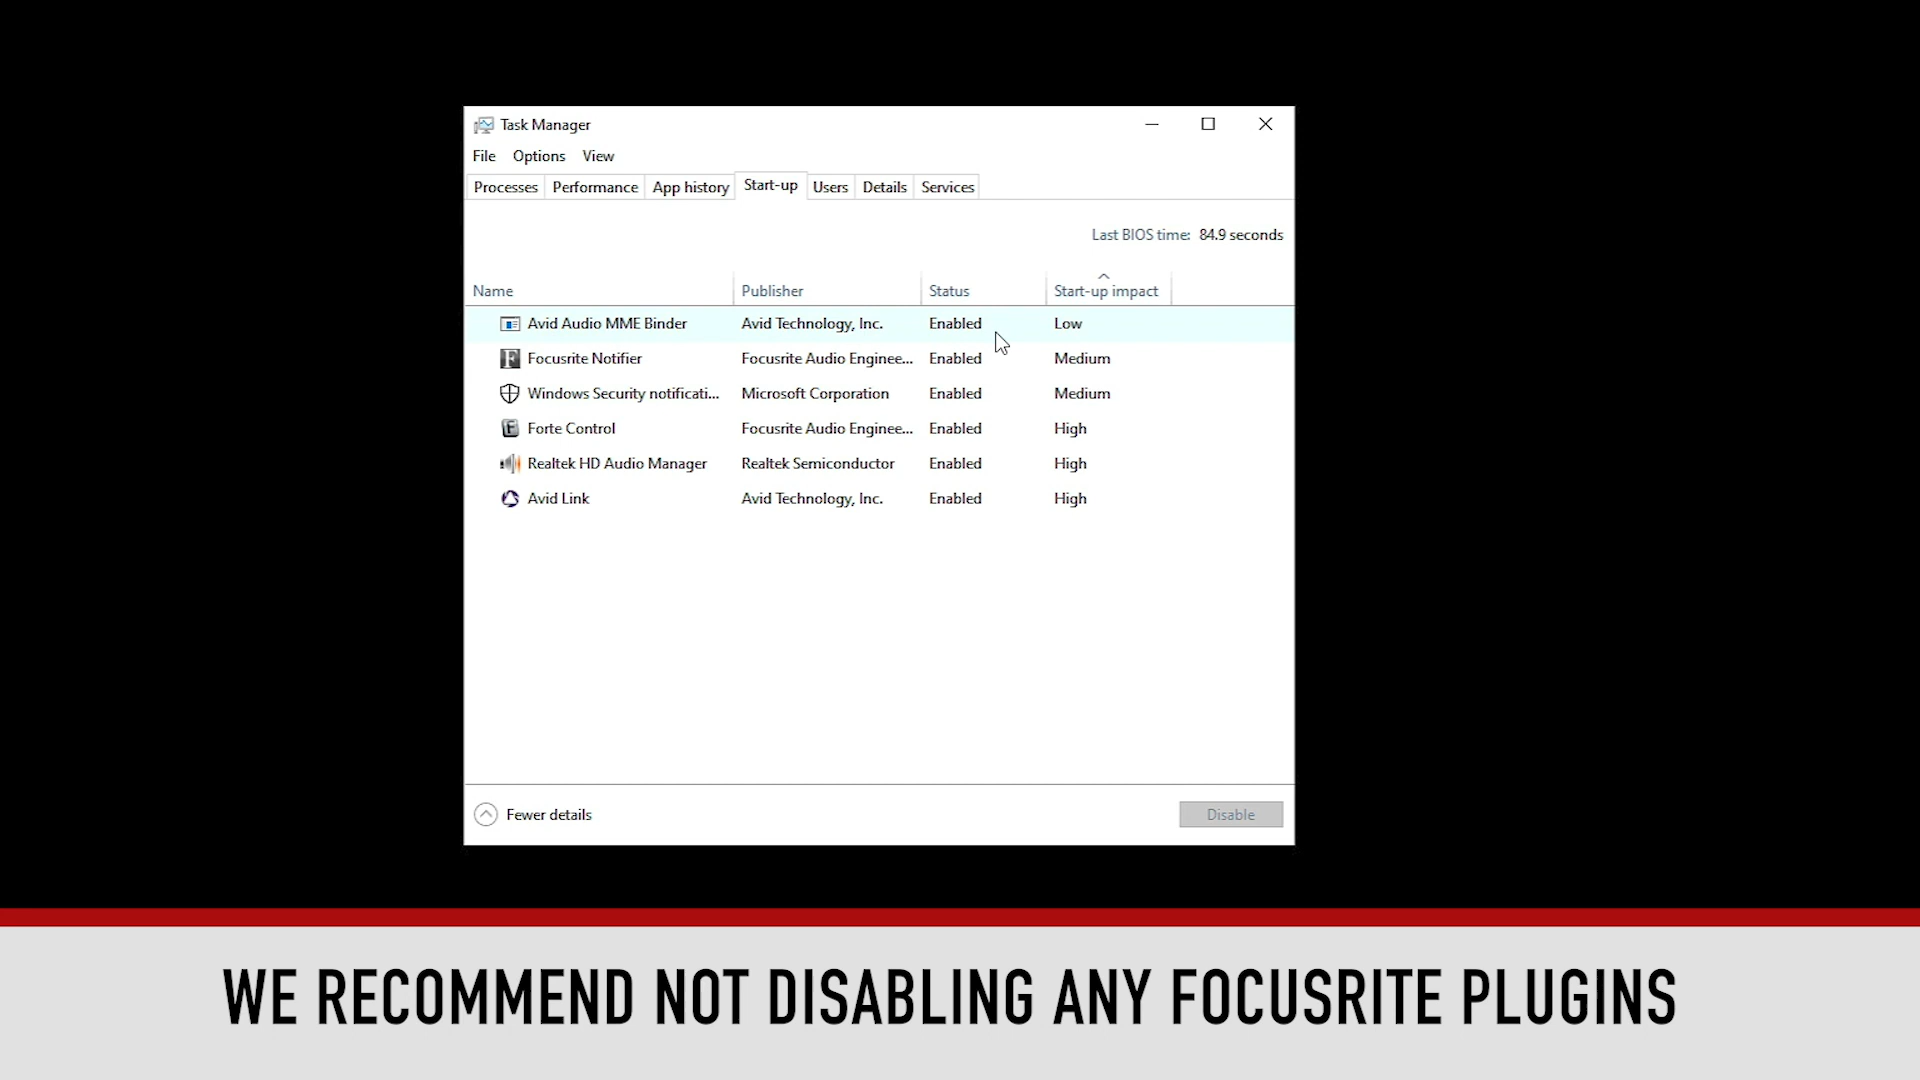 Task Manager
File Options View
Processes Performance App history Start-up Users Details Services
Last BIOS time: 84.9 seconds
Name Publisher Status Start-up impact
Avid Audio MME Binder Avid Technology, Inc. Enabled Low
Focusrite Notifier Focusrite Audio Enginee... Enabled Medium
Windows Security notificati... Microsoft Corporation Enabled Medium
Forte Control Focusrite Audio Enginee... Enabled High
Realtek HD Audio Manager Realtek Semiconductor Enabled High
Avid Link Avid Technology, Inc. Enabled High
Fewer details Disable
WE RECOMMEND NOT DISABLING ANY FOCUSRITE PLUGINS